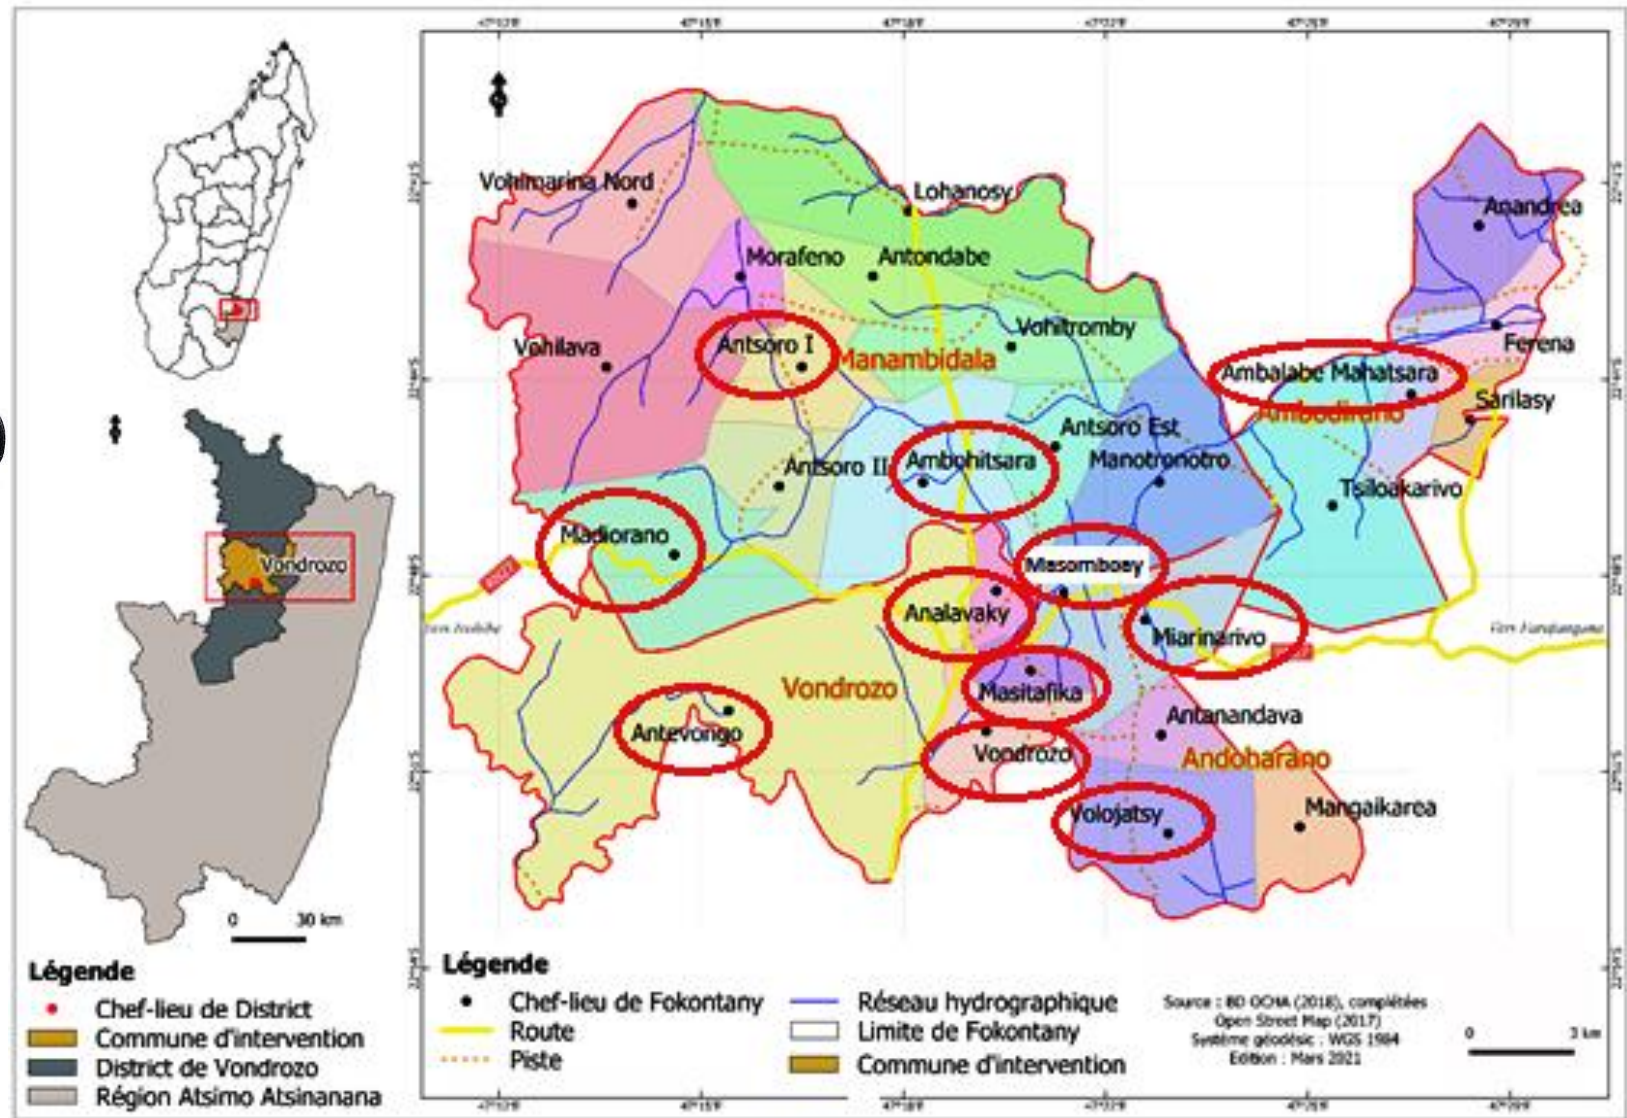 Vondrozo
0 30 km
Légende
Chef-lieu de District
Commune d'intervention
District de Vondrozo
Région Atsimo Atsinanana
Vohimarina Nord
Lohanosy
Anandrea
Morafeno
Antondabe
Vohitromby
Ferena
Vohilava
Antsoro I
Manambidala
Ambalabe Mahatsara
Ambodirano
Sarilasy
Antsoro Est
Antsoro II
Ambohitsara
Manotronotro
Tsiloakarivo
Madiorano
Masombosy
Analavaky
Miarinarivo
Vondrozo
Masitafika
Antevongo
Antanandava
Vondrozo
Andoharano
Volojatsy
Mangaikarea
Légende
Chef-lieu de Fokontany
Route
Piste
Réseau hydrographique
Limite de Fokontany
Commune d'intervention
Source : BD OCHA (2018), complétées
Open Street Map (2017)
Système géodésic : WGS 1984
Edition : Mars 2021